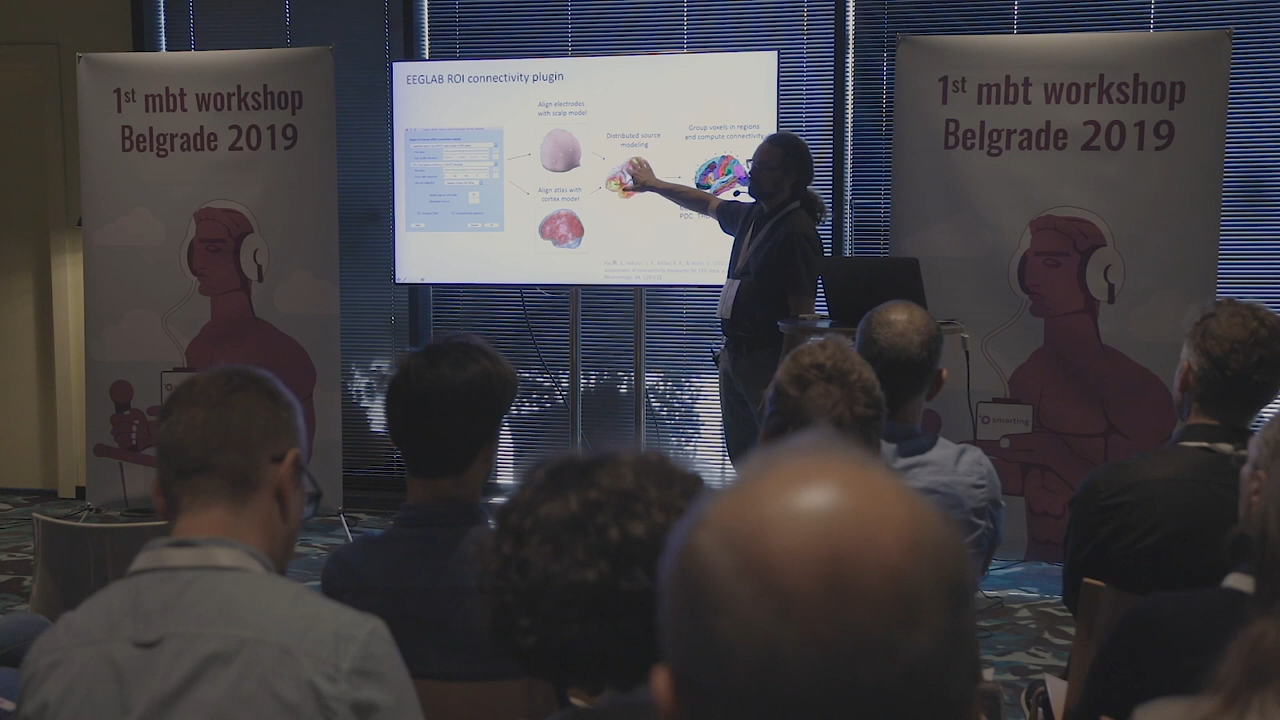 1st mbt workshop
Belgrade 2019
EEGLAB ROI connectivity plugin
Align electrodes
with scalp model
Distributed source
modeling
Group voxels in regions
and compute connectivity
Align atlas with
cortex model
PDC
1st mbt workshop
Belgrade 2019
smarting